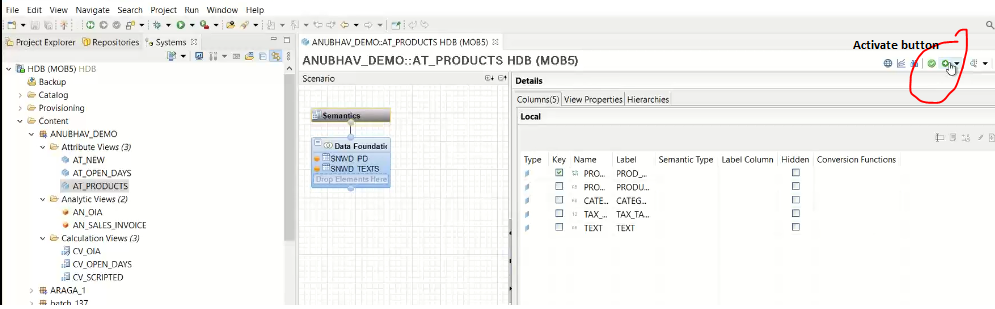 File Edit View Navigate Search Project Run Window Help
Project Explorer Repositories Systems
HDB (MOB5) HDB
Backup
Catalog
Provisioning
Content
ANUBHAV_DEMO
Attribute Views (3)
AT_NEW
AT_OPEN_DAYS
AT_PRODUCTS
Analytic Views (2)
AN_OIA
AN_SALES_INVOICE
Calculation Views (3)
CV_OIA
CV_OPEN_DAYS
CV_SCRIPTED
ARAGA_1
batch_137
ANUBHAV_DEMO::AT_PRODUCTS HDB (MOB5)
ANUBHAV_DEMO::AT_PRODUCTS HDB (MOB5)
Activate button
Scenario
Semantics
Data Foundatio
SNWD_PD
SNWD_TEXTS
Drop Elements Here
Details
Columns(5) View Properties Hierarchies
Local
Type Key Name Label Semantic Type Label Column Hidden Conversion Functions
PRO... PROD_...
PRO... PRODU...
CATE... CATEG...
TAX_... TAX_TA...
TEXT TEXT